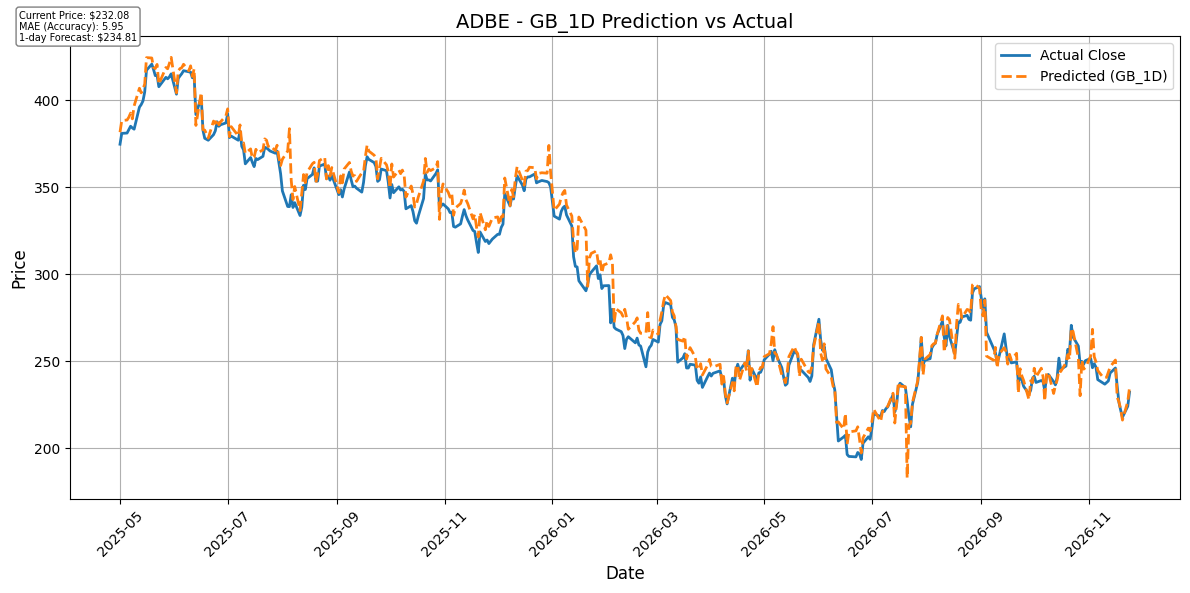 Current Price: $232.08
MAE (Accuracy): 5.95
1-day Forecast: $234.81
ADBE - GB_1D Prediction vs Actual
Actual Close
Predicted (GB_1D)
Price
400
350
300
250
200
2025-05
2025-07
2025-09
2025-11
2026-01
2026-03
2026-05
2026-07
2026-09
2026-11
Date